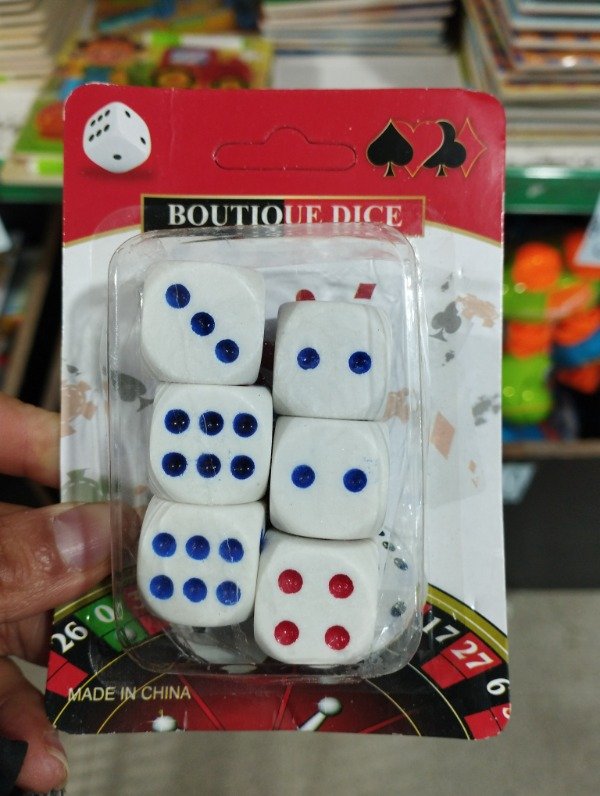 BOUTIQUE DICE
26 0
17 27 6
MADE IN CHINA